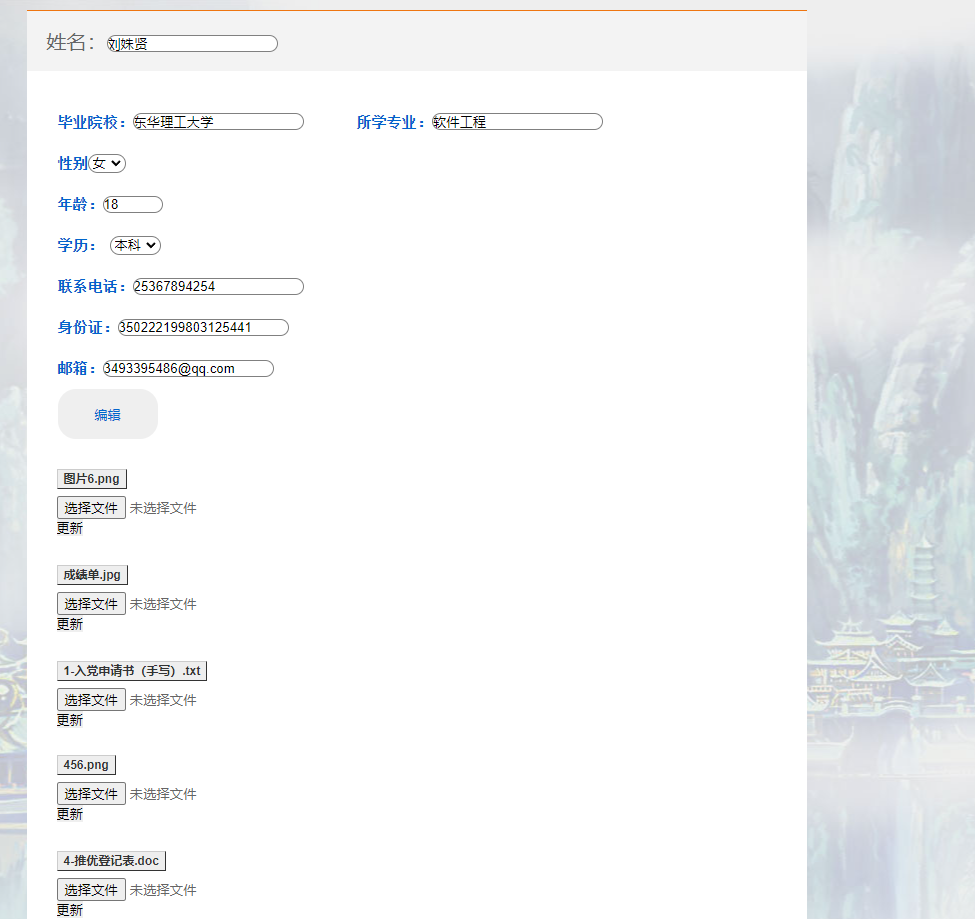 姓名：刘姝贤
毕业院校：东华理工大学 所学专业：软件工程
性别女
年龄：18
学历：本科
联系电话：25367894254
身份证：350222199803125441
邮箱：3493395486@qq.com
编辑
图片6.png
选择文件 未选择文件
更新
成绩单.jpg
选择文件 未选择文件
更新
1-入党申请书（手写）.txt
选择文件 未选择文件
更新
456.png
选择文件 未选择文件
更新
4-推优登记表.doc
选择文件 未选择文件
更新